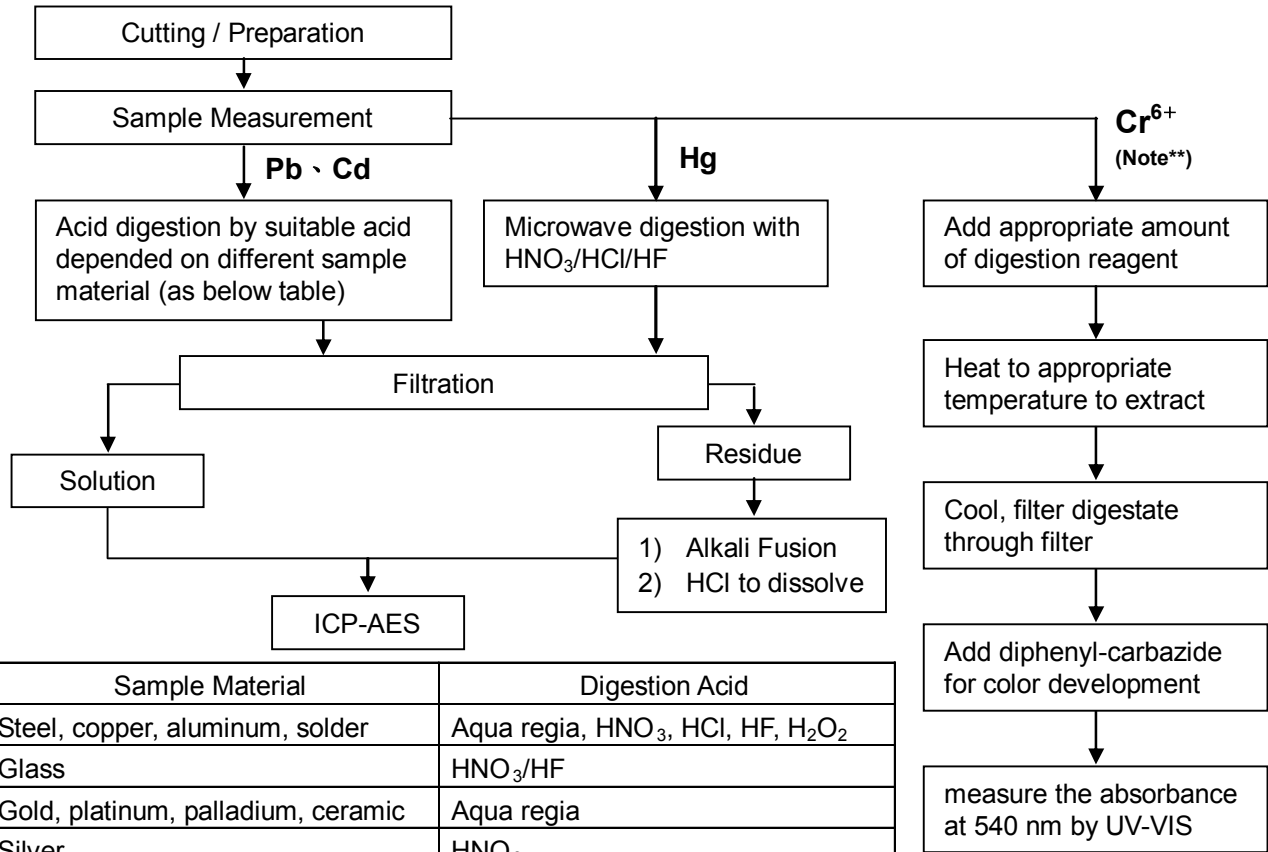 Cutting / Preparation
Sample Measurement
Pb、Cd
Hg
Cr⁶⁺
(Note**)
Acid digestion by suitable acid
depended on different sample
material (as below table)
Microwave digestion with
HNO₃/HCl/HF
Add appropriate amount
of digestion reagent
Filtration
Heat to appropriate
temperature to extract
Solution
Residue
1) Alkali Fusion
2) HCl to dissolve
Cool, filter digestate
through filter
ICP-AES
Add diphenyl-carbazide
for color development
measure the absorbance
at 540 nm by UV-VIS
Sample Material Digestion Acid
Steel, copper, aluminum, solder Aqua regia, HNO₃, HCl, HF, H₂O₂
Glass HNO₃/HF
Gold, platinum, palladium, ceramic Aqua regia
Silver HNO₃